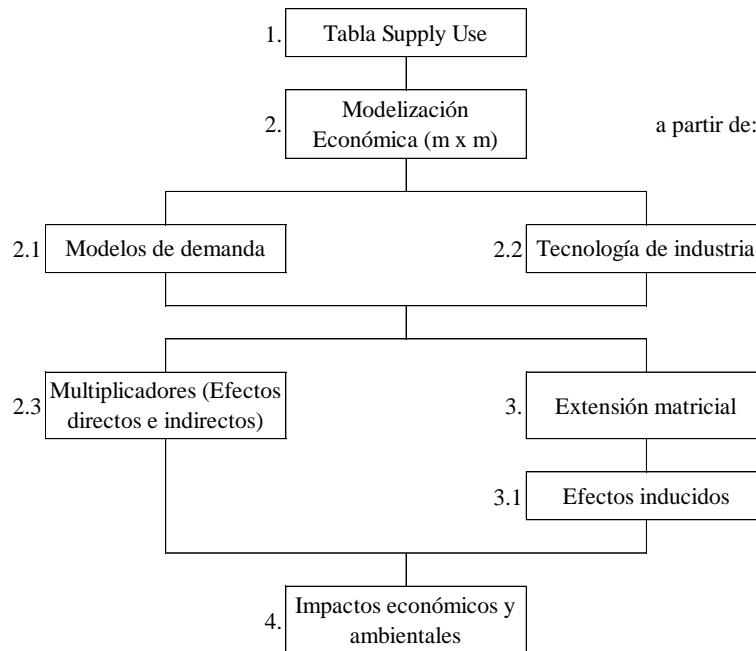 1. Tabla Supply Use
2. Modelización
Económica (m x m)
a partir de:
2.1 Modelos de demanda
2.2 Tecnología de industria
2.3 Multiplicadores (Efectos
directos e indirectos)
3. Extensión matricial
3.1 Efectos inducidos
4. Impactos económicos y
ambientales